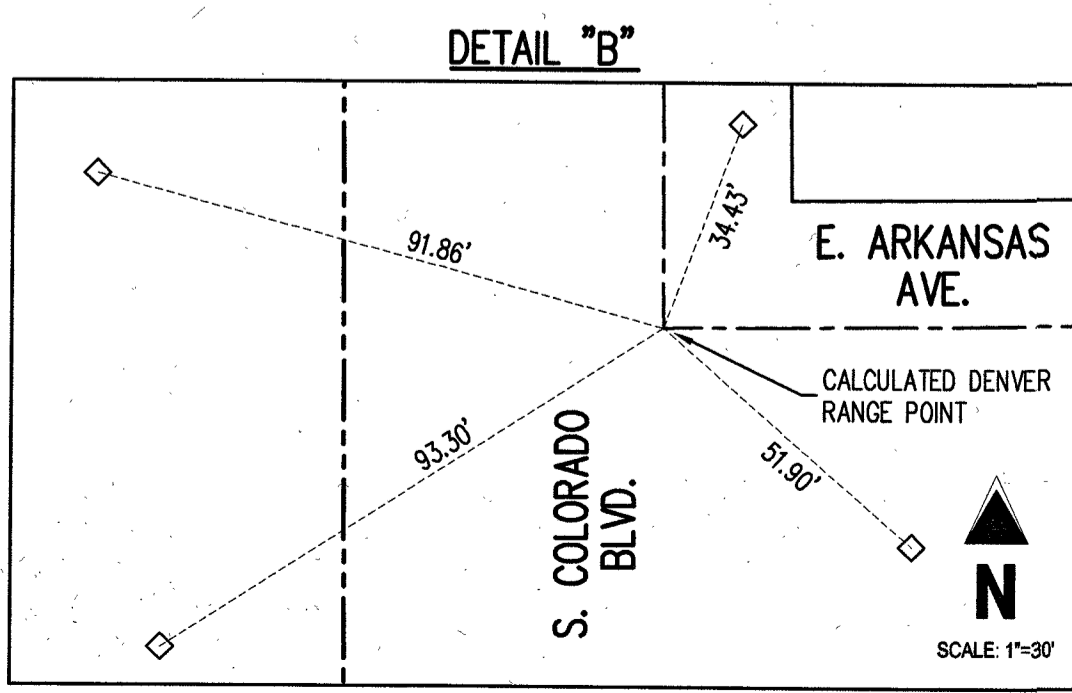 DETAIL "B"
91.86'
34.43'
E. ARKANSAS
AVE.
CALCULATED DENVER
RANGE POINT
93.30'
51.90'
S. COLORADO
BLVD.
N
SCALE: 1"=30'